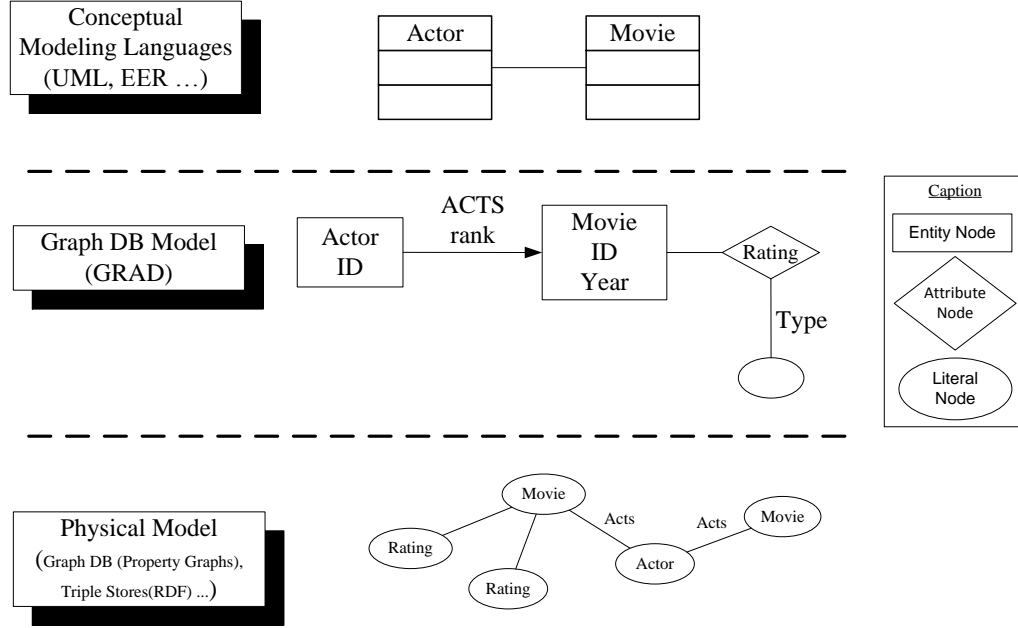 Conceptual
Modeling Languages
(UML, EER …)
Actor
Movie
Graph DB Model
(GRAD)
Actor
ID
ACTS
rank
Movie
ID
Year
Rating
Type
Caption
Entity Node
Attribute
Node
Literal
Node
Physical Model
(Graph DB (Property Graphs),
Triple Stores(RDF) ...)
Movie
Rating
Rating
Acts
Actor
Acts
Movie